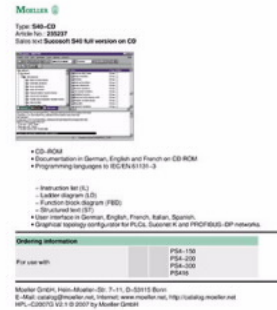 MOELLER
Type: S40-CD
Article No.: 235237
Sales text Sucosoft S40 full version on CD
• CD-ROM
• Documentation in German, English and French on CD ROM
• Programming languages to IEC/EN 61131-3
– Instruction list (IL)
– Ladder diagram (LD)
– Function block diagram (FBD)
– Structured text (ST)
• User interface in German, English, French, Italian, Spanish.
• Graphical topology configurator for PLCs, Suconet K and PROFIBUS-DP networks.
Ordering information
For use with
PS4-150
PS4-200
PS4-300
PS416
Moeller GmbH, Hein-Moeller-Str. 7-11, D-53115 Bonn
E-Mail: catalog@moeller.net, Internet: www.moeller.net, http://catalog.moeller.net
HPL-C2007G V2.1 © 2007 by Moeller GmbH